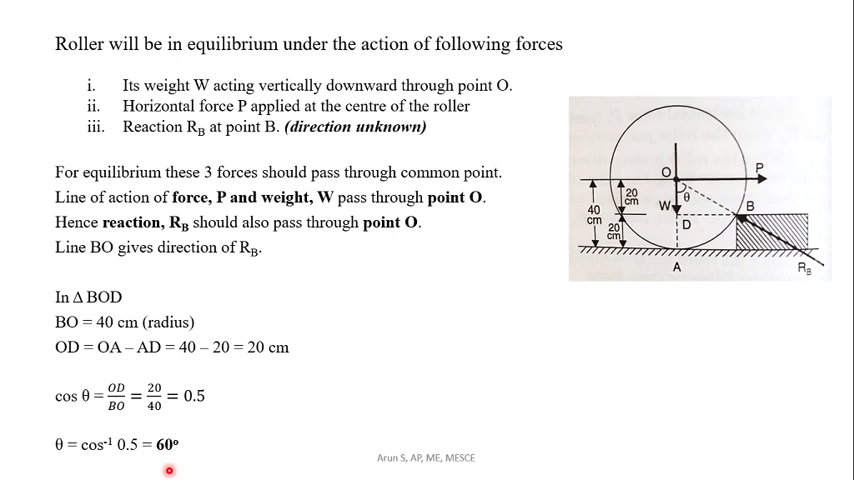 Roller will be in equilibrium under the action of following forces
i. Its weight W acting vertically downward through point O.
ii. Horizontal force P applied at the centre of the roller
iii. Reaction R_B at point B. (direction unknown)
For equilibrium these 3 forces should pass through common point.
Line of action of force, P and weight, W pass through point O.
Hence reaction, R_B should also pass through point O.
Line BO gives direction of R_B.
In Δ BOD
BO = 40 cm (radius)
OD = OA – AD = 40 – 20 = 20 cm
cos θ = OD/BO = 20/40 = 0.5
θ = cos⁻¹ 0.5 = 60º
O
P
20
cm
θ
W
B
40
cm
20
cm
D
A
R_B
Arun S, AP, ME, MESCE